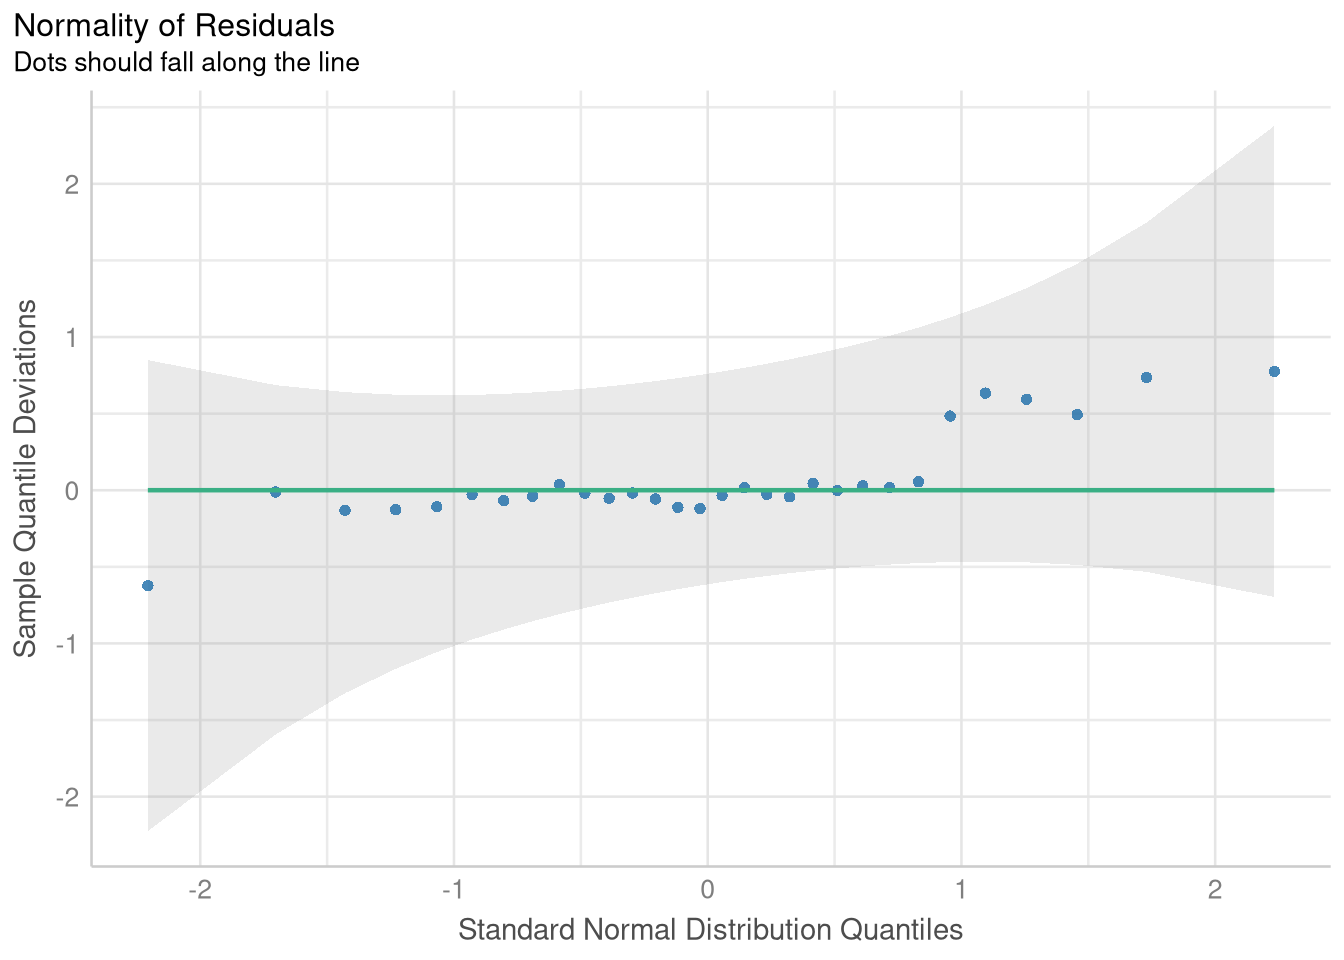 Normality of Residuals
Dots should fall along the line
Sample Quantile Deviations
2
1
0
-1
-2
-2
-1
0
1
2
Standard Normal Distribution Quantiles